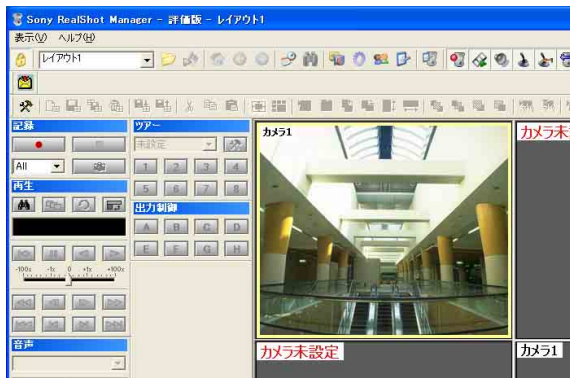 Sony RealShot Manager - 評価版 - レイアウト1
表示(V) ヘルプ(H)
レイアウト1
記録
ツアー
未設定
All
1 2 3 4
再生
5 6 7 8
出力制御
A B C D
E F G H
-100x -1x 0 +1x +100x
音声
カメラ1
カメラ未
カメラ未設定
カメラ1